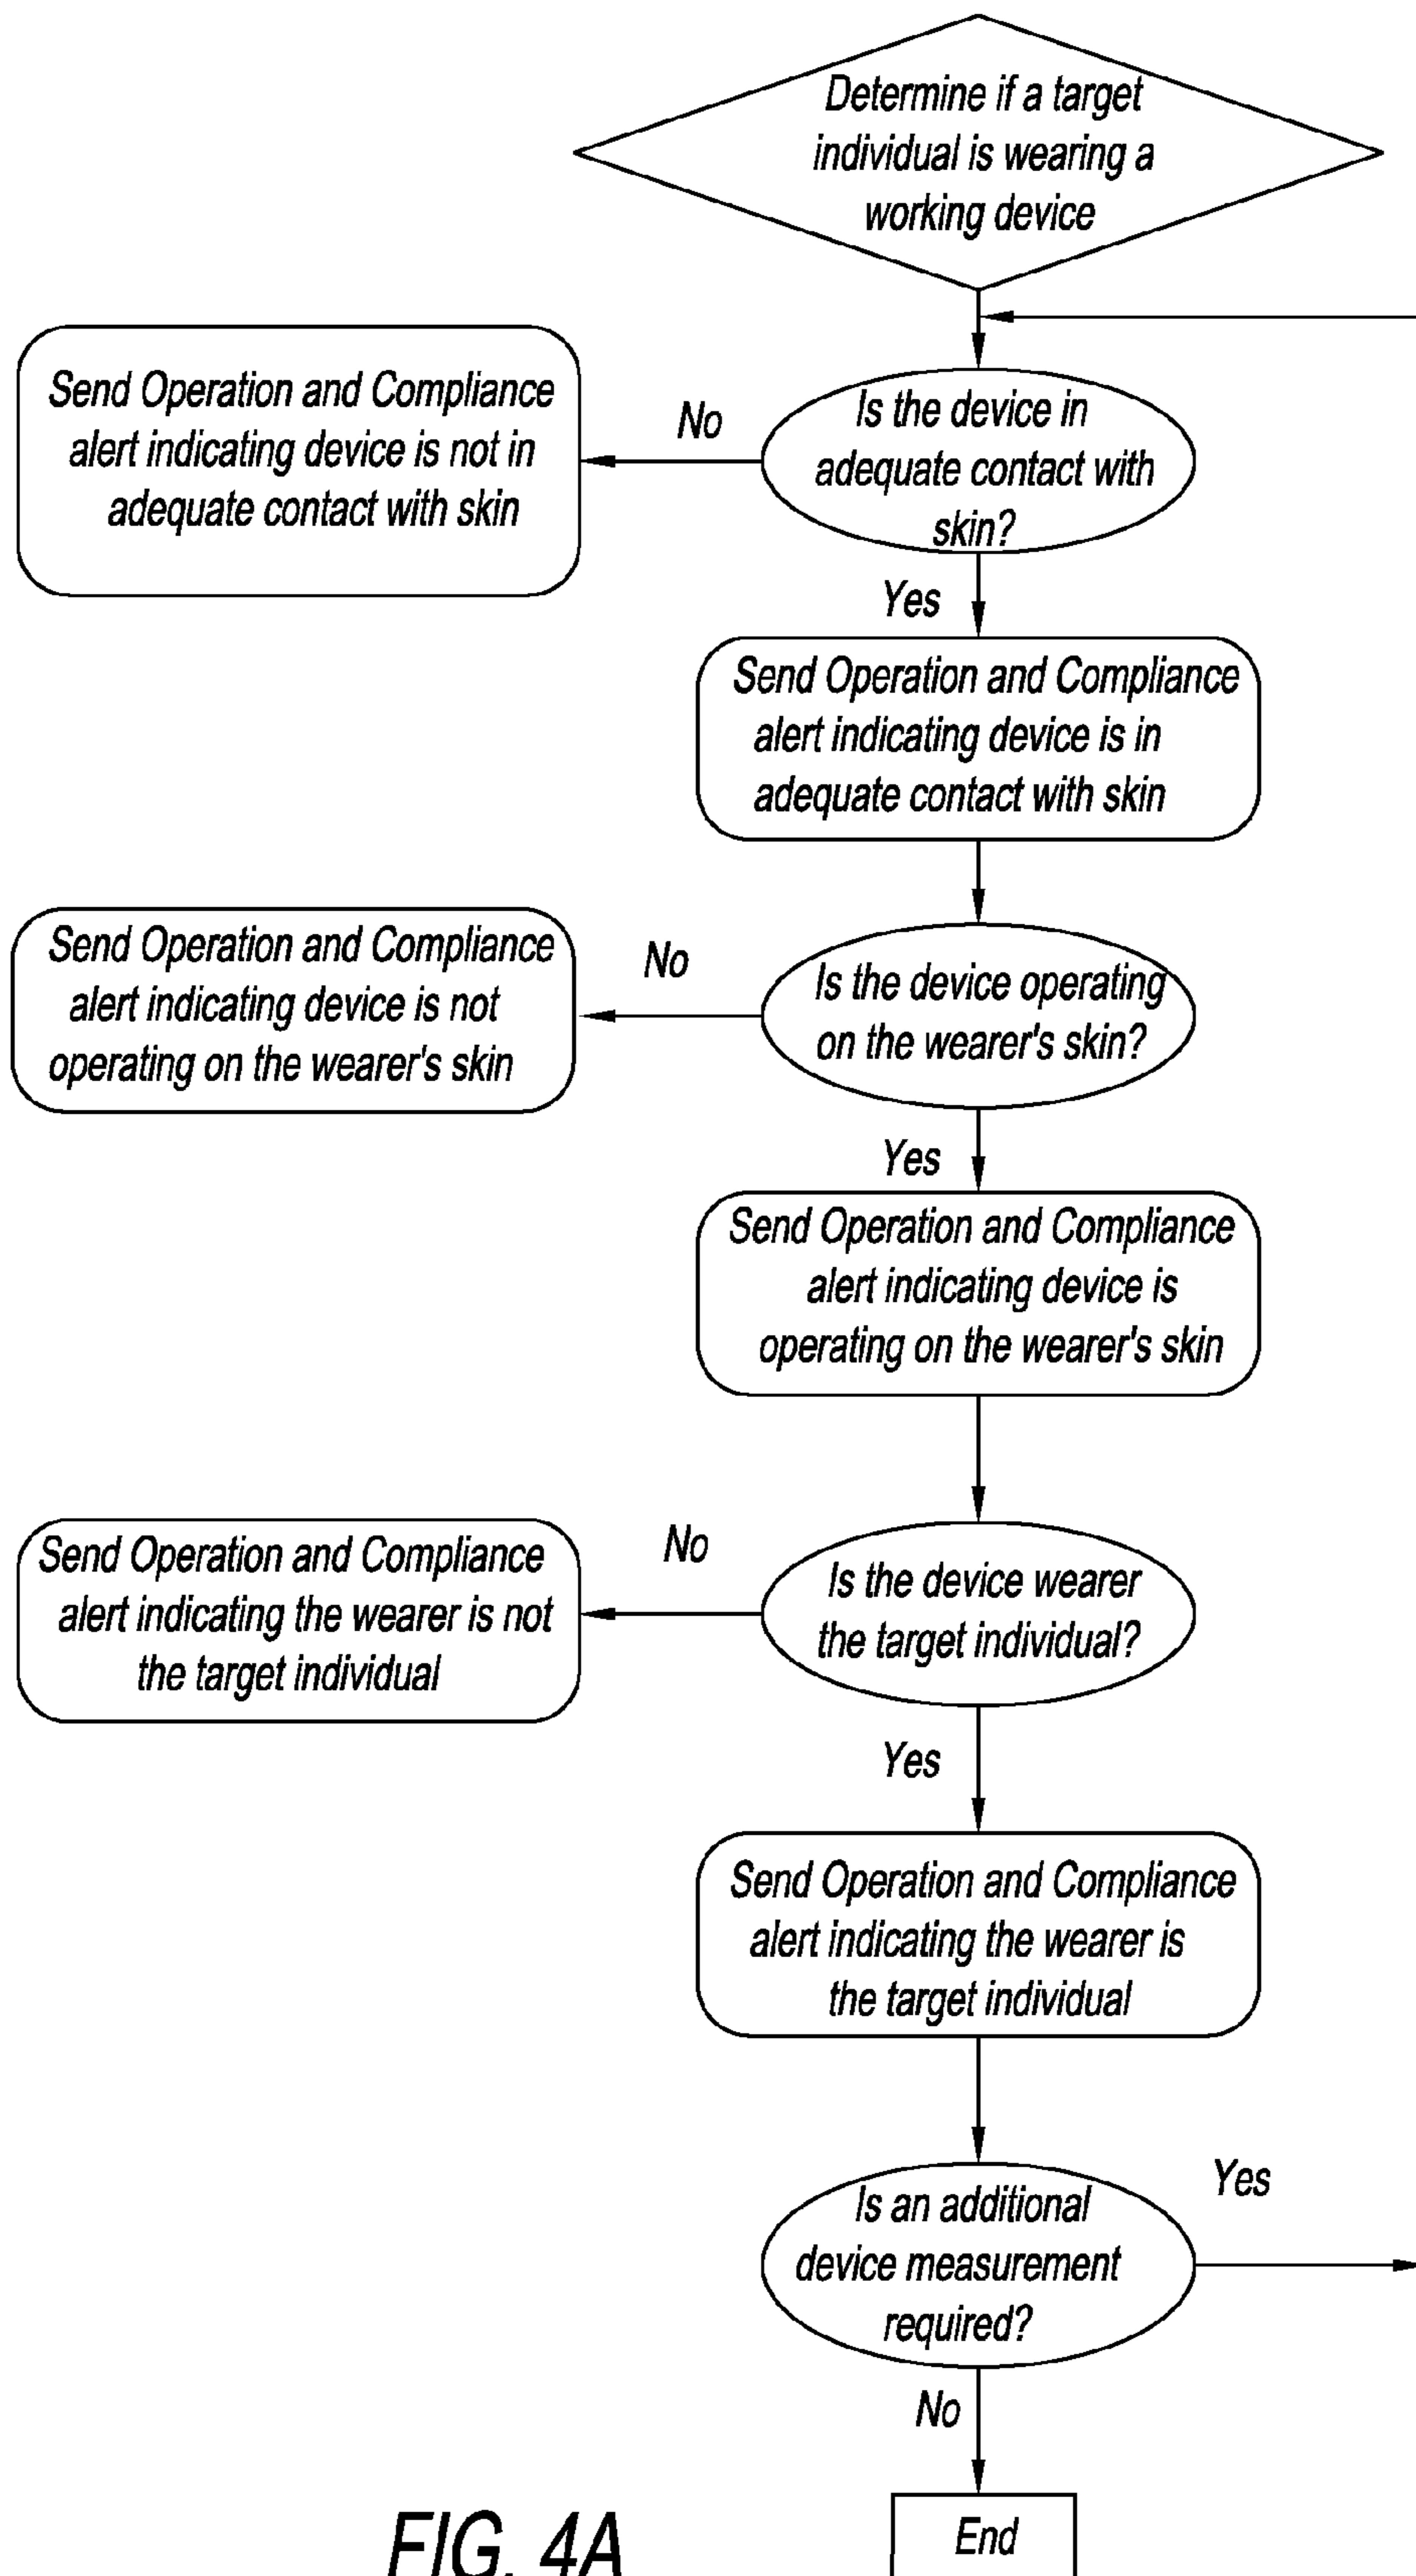 Determine if a target
individual is wearing a
working device
Is the device in
adequate contact with
skin?
No
Send Operation and Compliance
alert indicating device is not in
adequate contact with skin
Yes
Send Operation and Compliance
alert indicating device is in
adequate contact with skin
Is the device operating
on the wearer's skin?
No
Send Operation and Compliance
alert indicating device is not
operating on the wearer's skin
Yes
Send Operation and Compliance
alert indicating device is
operating on the wearer's skin
Is the device wearer
the target individual?
No
Send Operation and Compliance
alert indicating the wearer is not
the target individual
Yes
Send Operation and Compliance
alert indicating the wearer is
the target individual
Is an additional
device measurement
required?
Yes
No
End
FIG. 4A